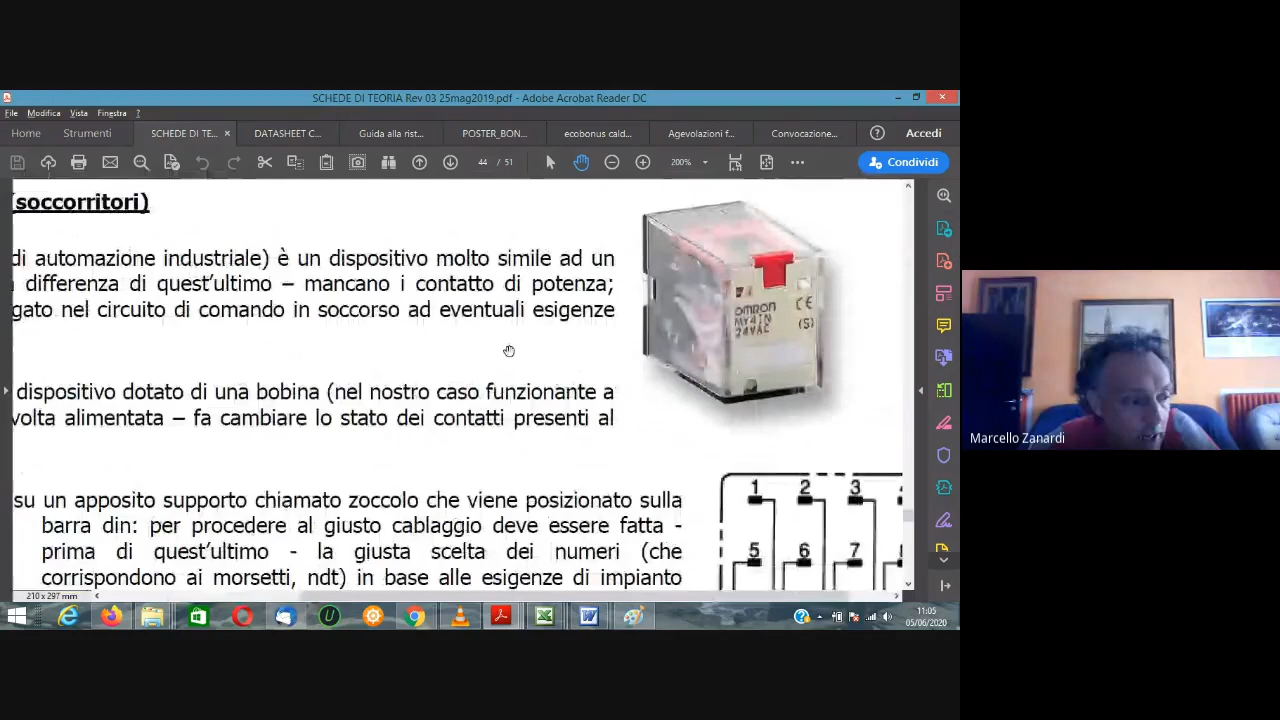 SCHEDE DI TEORIA Rev 03 25mag2019.pdf - Adobe Acrobat Reader DC
File Modifica Vista Finestra ?
Home Strumenti SCHEDE DI TE... × DATASHEET C... Guida alla rist... POSTER_BON... ecobonus cald... Agevolazioni f... Convocazione... Accedi
44 / 51 200% Condividi
(soccorritori)
di automazione industriale) è un dispositivo molto simile ad un
differenza di quest'ultimo – mancano i contatto di potenza;
gato nel circuito di comando in soccorso ad eventuali esigenze
OMRON
MY4IN
24VAC
CE
(S)
dispositivo dotato di una bobina (nel nostro caso funzionante a
volta alimentata – fa cambiare lo stato dei contatti presenti al
su un apposito supporto chiamato zoccolo che viene posizionato sulla
barra din: per procedere al giusto cablaggio deve essere fatta -
prima di quest'ultimo - la giusta scelta dei numeri (che
corrispondono ai morsetti, ndt) in base alle esigenze di impianto
1 2 3
5 6 7
210 x 297 mm
11:05
05/06/2020
Marcello Zanardi